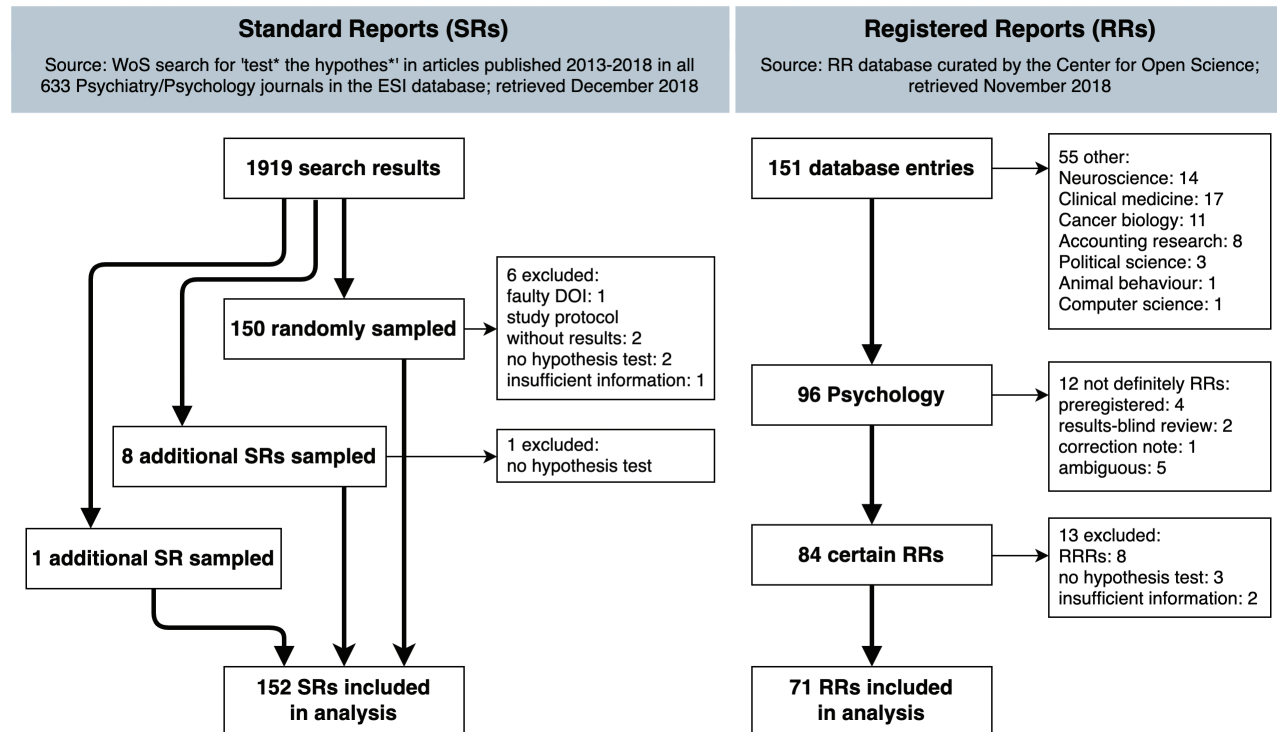 Standard Reports (SRs)
Source: WoS search for 'test* the hypothes*' in articles published 2013-2018 in all
633 Psychiatry/Psychology journals in the ESI database; retrieved December 2018
1919 search results
150 randomly sampled
6 excluded:
faulty DOI: 1
study protocol
without results: 2
no hypothesis test: 2
insufficient information: 1
8 additional SRs sampled
1 excluded:
no hypothesis test
1 additional SR sampled
152 SRs included
in analysis
Registered Reports (RRs)
Source: RR database curated by the Center for Open Science;
retrieved November 2018
151 database entries
55 other:
Neuroscience: 14
Clinical medicine: 17
Cancer biology: 11
Accounting research: 8
Political science: 3
Animal behaviour: 1
Computer science: 1
96 Psychology
12 not definitely RRs:
preregistered: 4
results-blind review: 2
correction note: 1
ambiguous: 5
84 certain RRs
13 excluded:
RRRs: 8
no hypothesis test: 3
insufficient information: 2
71 RRs included
in analysis